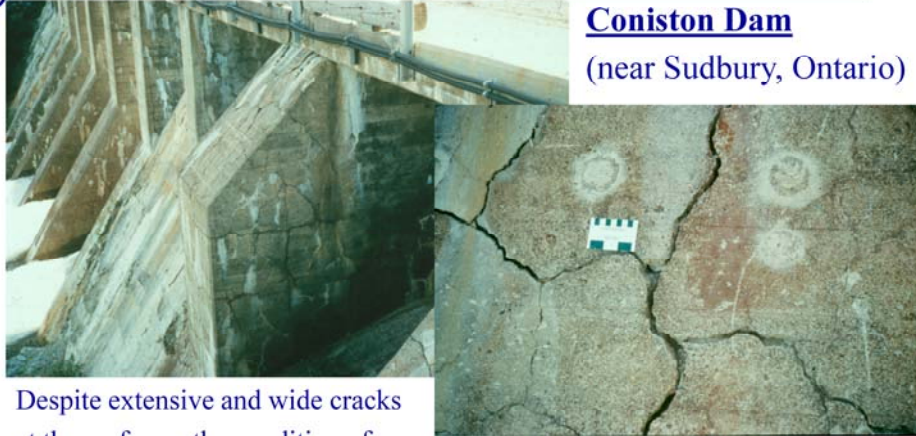 Coniston Dam
(near Sudbury, Ontario)
Despite extensive and wide cracks